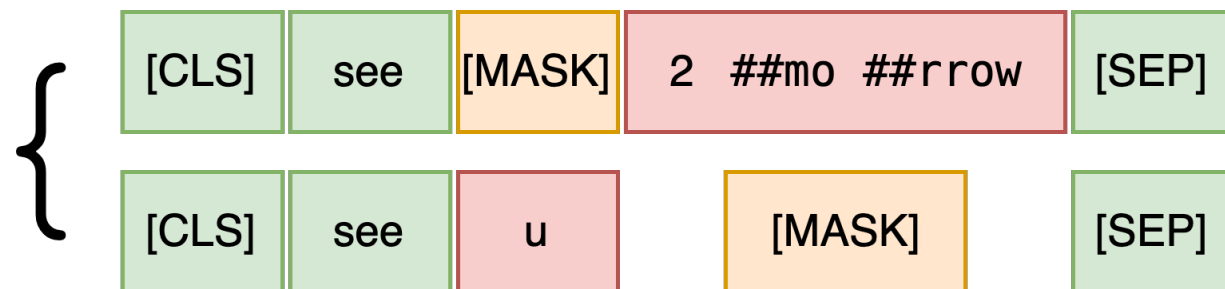 [CLS] see [MASK] 2 ##mo ##rrow [SEP]
[CLS] see u [MASK] [SEP]